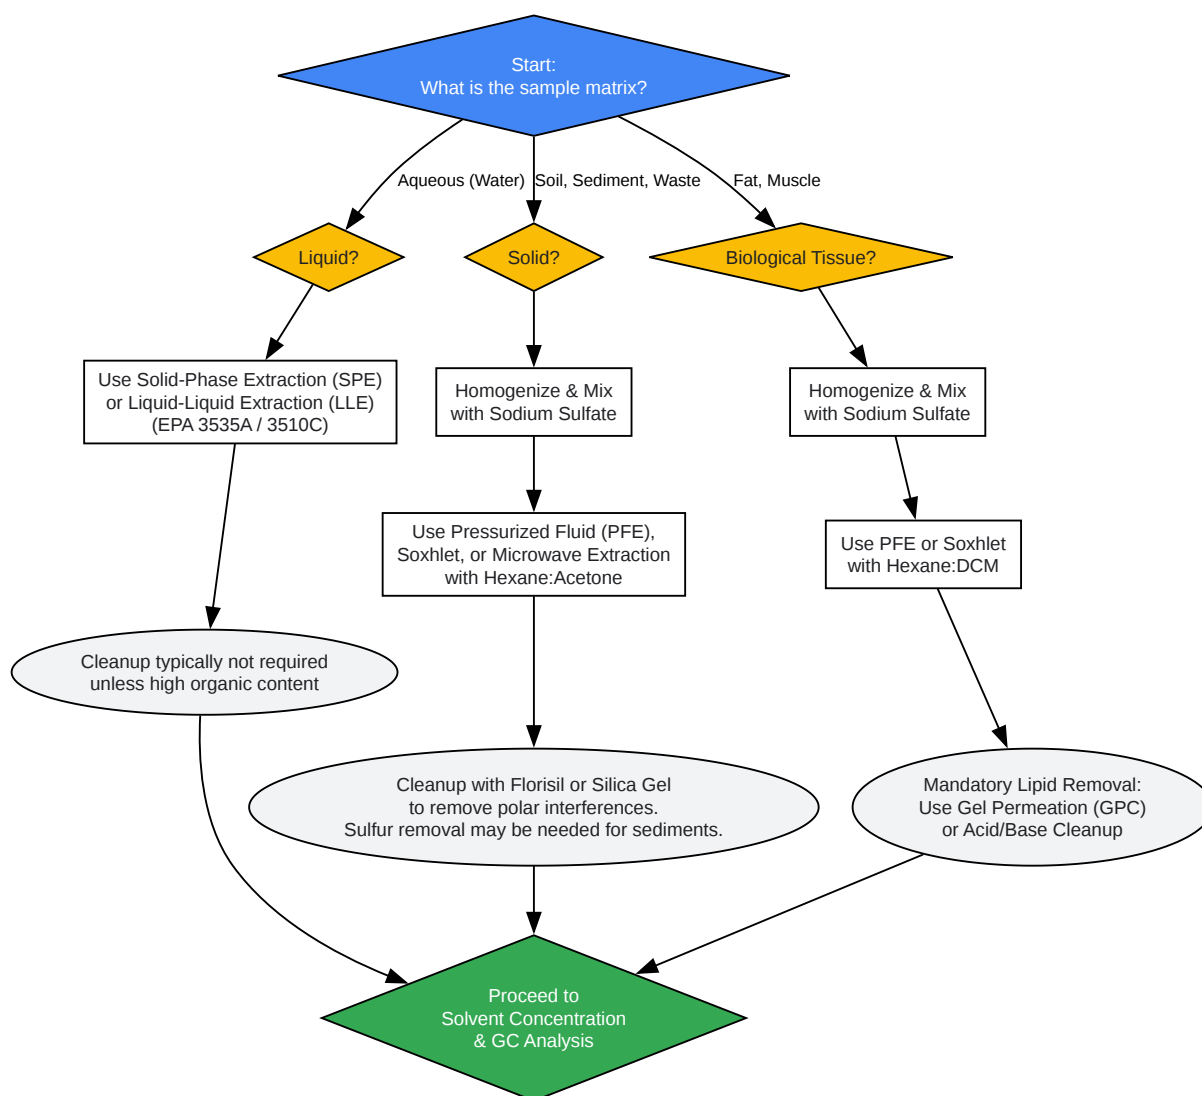 Start:
What is the sample matrix?
Aqueous (Water)
Soil, Sediment, Waste
Fat, Muscle
Liquid?
Solid?
Biological Tissue?
Use Solid-Phase Extraction (SPE)
or Liquid-Liquid Extraction (LLE)
(EPA 3535A / 3510C)
Homogenize & Mix
with Sodium Sulfate
Homogenize & Mix
with Sodium Sulfate
Use Pressurized Fluid (PFE),
Soxhlet, or Microwave Extraction
with Hexane:Acetone
Use PFE or Soxhlet
with Hexane:DCM
Cleanup typically not required
unless high organic content
Cleanup with Florisil or Silica Gel
to remove polar interferences.
Sulfur removal may be needed for sediments.
Mandatory Lipid Removal:
Use Gel Permeation (GPC)
or Acid/Base Cleanup
Proceed to
Solvent Concentration
& GC Analysis